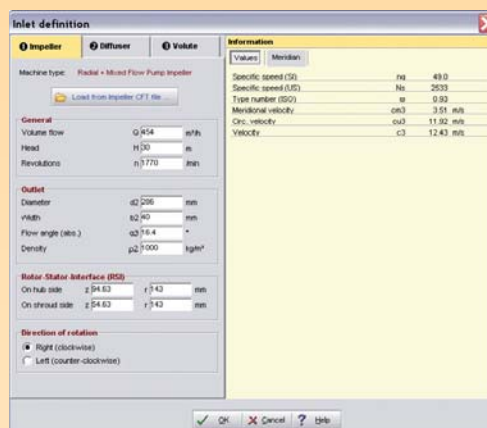 Inlet definition
❶ Impeller ❷ Diffuser ❸ Volute
Machine type: Radial + Mixed Flow Pump Impeller
Load from Impeller CFT file ...
General
Volume flow Q 454 m³/h
Head H 30 m
Revolutions n 1770 /min
Outlet
Diameter d2 286 mm
Width b2 40 mm
Flow angle (abs.) α3 16.4 °
Density ρ2 1000 kg/m³
Rotor-Stator-Interface (RSI)
On hub side z 94.63 r 143 mm
On shroud side z 54.63 r 143 mm
Direction of rotation
Right (clockwise)
Left (counter-clockwise)
Information
Values Meridian
Specific speed (SI) nq 49.0
Specific speed (US) Ns 2533
Type number (ISO) ω 0.93
Meridional velocity cm3 3.51 m/s
Circ. velocity cu3 11.92 m/s
Velocity c3 12.43 m/s
OK Cancel Help